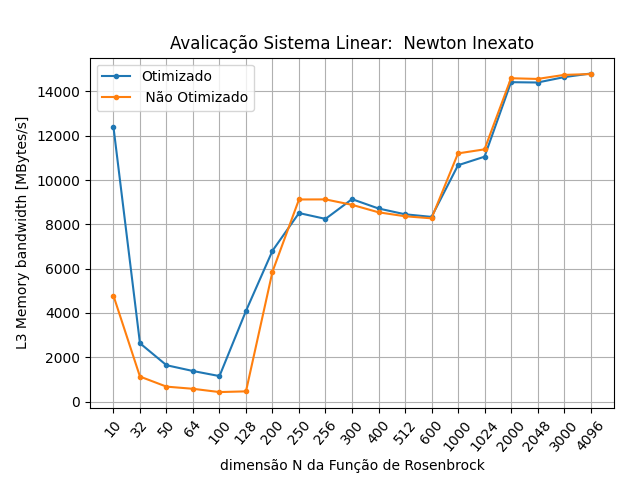 Avalicação Sistema Linear:  Newton Inexato
Otimizado
Não Otimizado
L3 Memory bandwidth [MBytes/s]
14000
12000
10000
8000
6000
4000
2000
0
10 32 50 64 100 128 200 250 256 300 400 512 600 1000 1024 2000 2048 3000 4096
dimensão N da Função de Rosenbrock